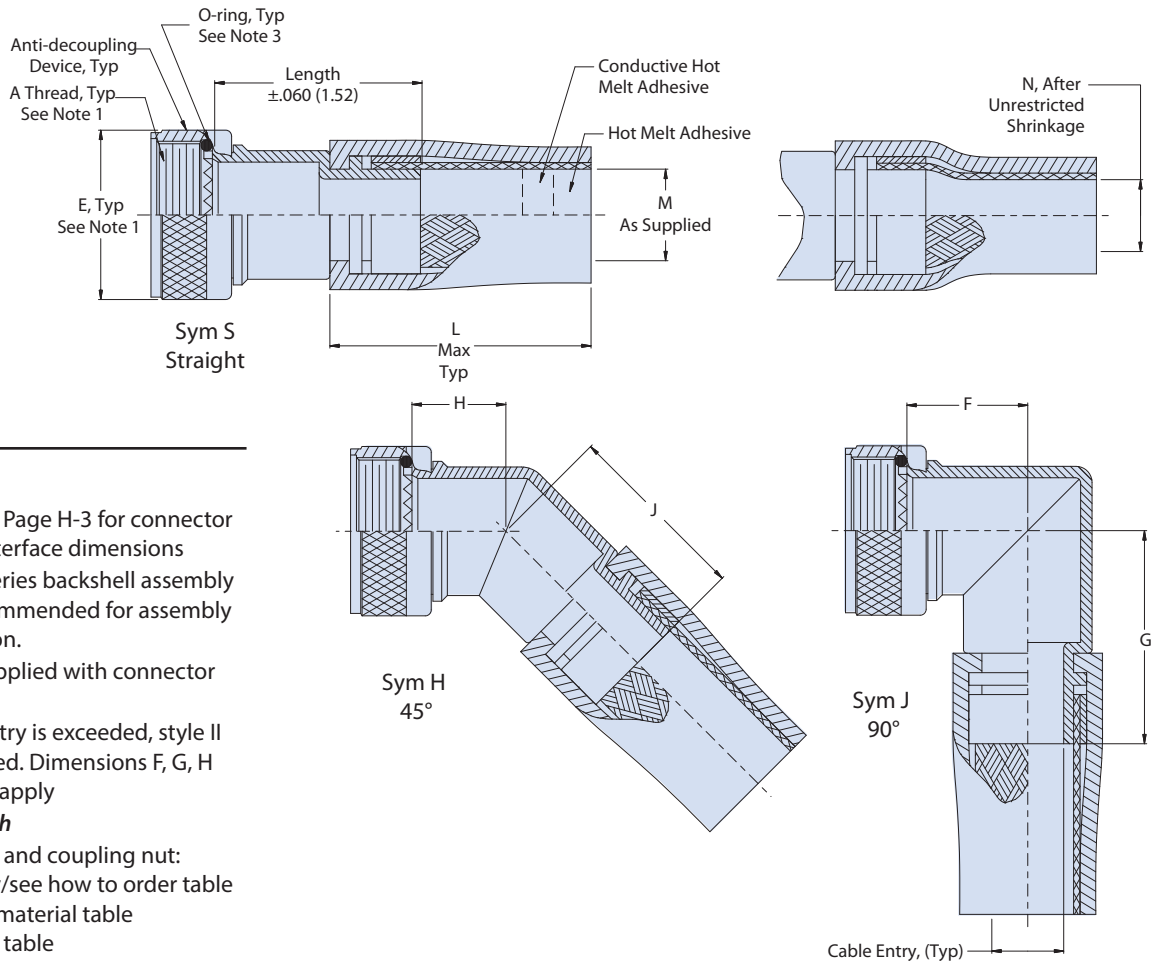 O-ring, Typ
See Note 3
Anti-decoupling
Device, Typ
A Thread, Typ
See Note 1
Length
±.060 (1.52)
Conductive Hot
Melt Adhesive
Hot Melt Adhesive
N, After
Unrestricted
Shrinkage
E, Typ
See Note 1
M
As Supplied
Sym S
Straight
L
Max
Typ
H
F
J
G
Sym H
45°
Sym J
90°
Cable Entry, (Typ)
Page H-3 for connector
terface dimensions
eries backshell assembly
ommended for assembly
on.
pplied with connector
try is exceeded, style II
ed. Dimensions F, G, H
apply
h
and coupling nut:
/see how to order table
material table
table